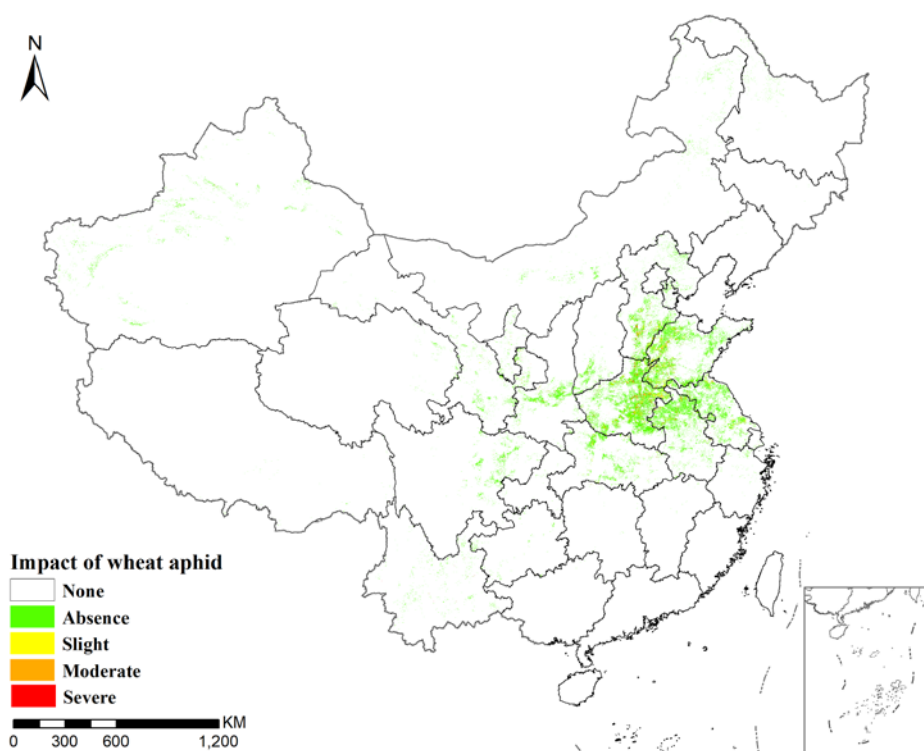 N
Impact of wheat aphid
None
Absence
Slight
Moderate
Severe
KM
0 300 600 1,200